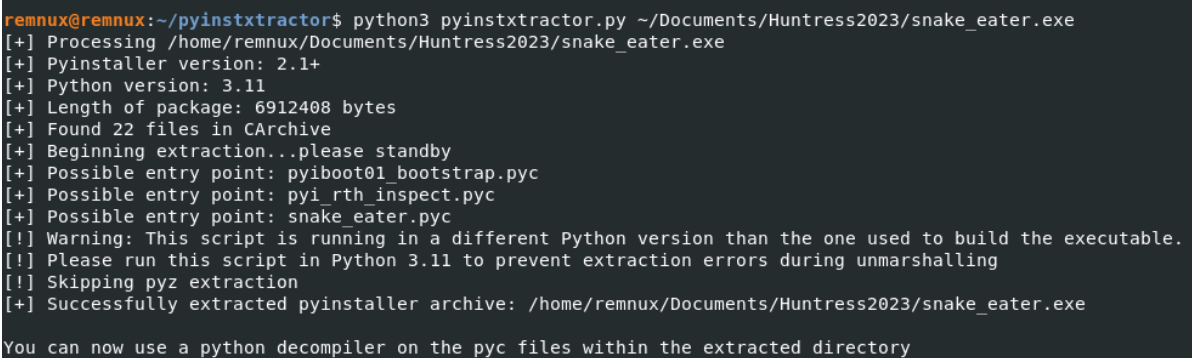 remnux@remnux:~/pyinstxtractor$ python3 pyinstxtractor.py ~/Documents/Huntress2023/snake_eater.exe
[+] Processing /home/remnux/Documents/Huntress2023/snake_eater.exe
[+] Pyinstaller version: 2.1+
[+] Python version: 3.11
[+] Length of package: 6912408 bytes
[+] Found 22 files in CArchive
[+] Beginning extraction...please standby
[+] Possible entry point: pyiboot01_bootstrap.pyc
[+] Possible entry point: pyi_rth_inspect.pyc
[+] Possible entry point: snake_eater.pyc
[!] Warning: This script is running in a different Python version than the one used to build the executable.
[!] Please run this script in Python 3.11 to prevent extraction errors during unmarshalling
[!] Skipping pyz extraction
[+] Successfully extracted pyinstaller archive: /home/remnux/Documents/Huntress2023/snake_eater.exe
You can now use a python decompiler on the pyc files within the extracted directory